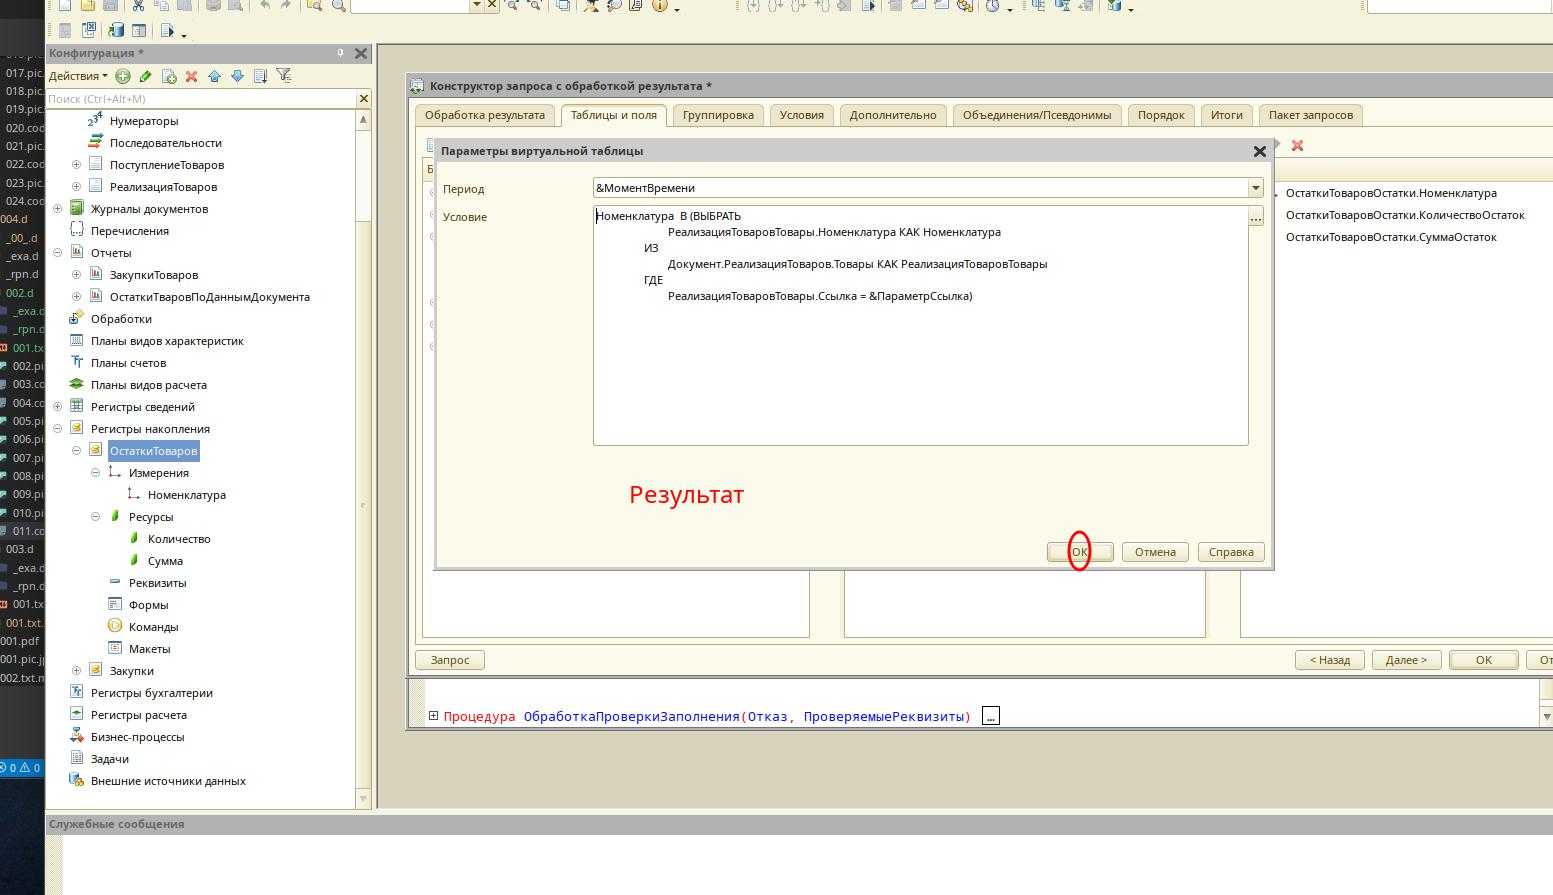 Конфигурация *
Действия
Поиск (Ctrl+Alt+M)
Нумераторы
Последовательности
ПоступлениеТоваров
РеализацияТоваров
Журналы документов
Перечисления
Отчеты
ЗакупкиТоваров
ОстаткиТваровПоДаннымДокумента
Обработки
Планы видов характеристик
Планы счетов
Планы видов расчета
Регистры сведений
Регистры накопления
ОстаткиТоваров
Измерения
Номенклатура
Ресурсы
Количество
Сумма
Реквизиты
Формы
Команды
Макеты
Закупки
Регистры бухгалтерии
Регистры расчета
Бизнес-процессы
Задачи
Внешние источники данных
017.pic.
018.pic.
019.pic.
020.cod
021.pic.
022.cod
023.pic.
024.cod
004.d
_00_.d
_exa.d
_rpn.d
002.d
_exa.d
_rpn.d
001.tx
002.pi
003.co
004.co
005.pi
006.pi
007.pi
008.pi
009.pi
010.pi
011.co
003.d
_exa.d
_rpn.d
001.tx
001.txt.
001.pdf
001.pic.j
002.txt.m
0 0
Конструктор запроса с обработкой результата *
Обработка результата Таблицы и поля Группировка Условия Дополнительно Объединения/Псевдонимы Порядок Итоги Пакет запросов
Параметры виртуальной таблицы
Период &МоментВремени
Условие Номенклатура В (ВЫБРАТЬ
РеализацияТоваровТовары.Номенклатура КАК Номенклатура
ИЗ
Документ.РеализацияТоваров.Товары КАК РеализацияТоваровТовары
ГДЕ
РеализацияТоваровТовары.Ссылка = &ПараметрСсылка)
...
Результат
OK Отмена Справка
ОстаткиТоваровОстатки.Номенклатура
ОстаткиТоваровОстатки.КоличествоОстаток
ОстаткиТоваровОстатки.СуммаОстаток
Запрос < Назад Далее > OK От
Процедура ОбработкаПроверкиЗаполнения(Отказ, ПроверяемыеРеквизиты) ...
Служебные сообщения